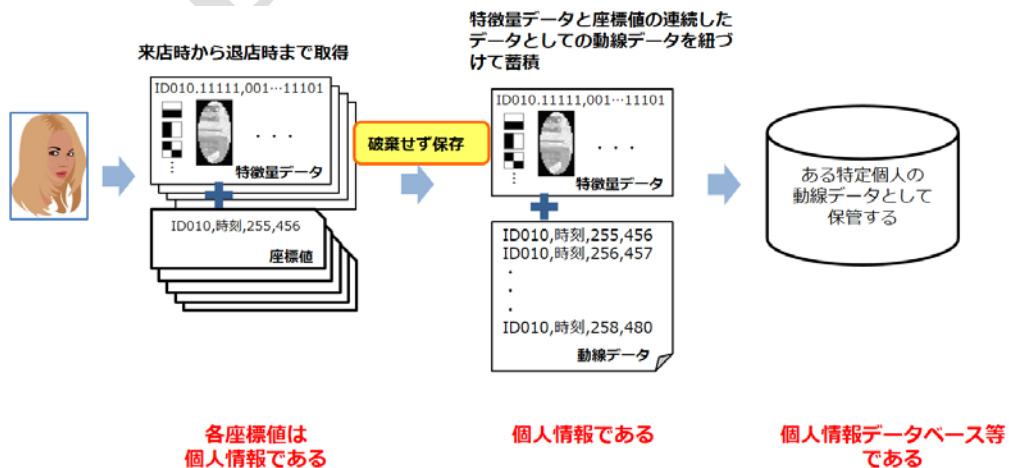 来店時から退店時まで取得
ID010.11111,001…11101
・・・
⋮
特徴量データ
ID010,時刻,255,456
座標値
各座標値は
個人情報である
破棄せず保存
特徴量データと座標値の連続した
データとしての動線データを紐づ
けて蓄積
ID010.11111,001…11101
・・・
⋮
特徴量データ
ID010,時刻,255,456
ID010,時刻,256,457
・
・
・
ID010,時刻,258,480
動線データ
個人情報である
ある特定個人の
動線データとして
保管する
個人情報データベース等
である